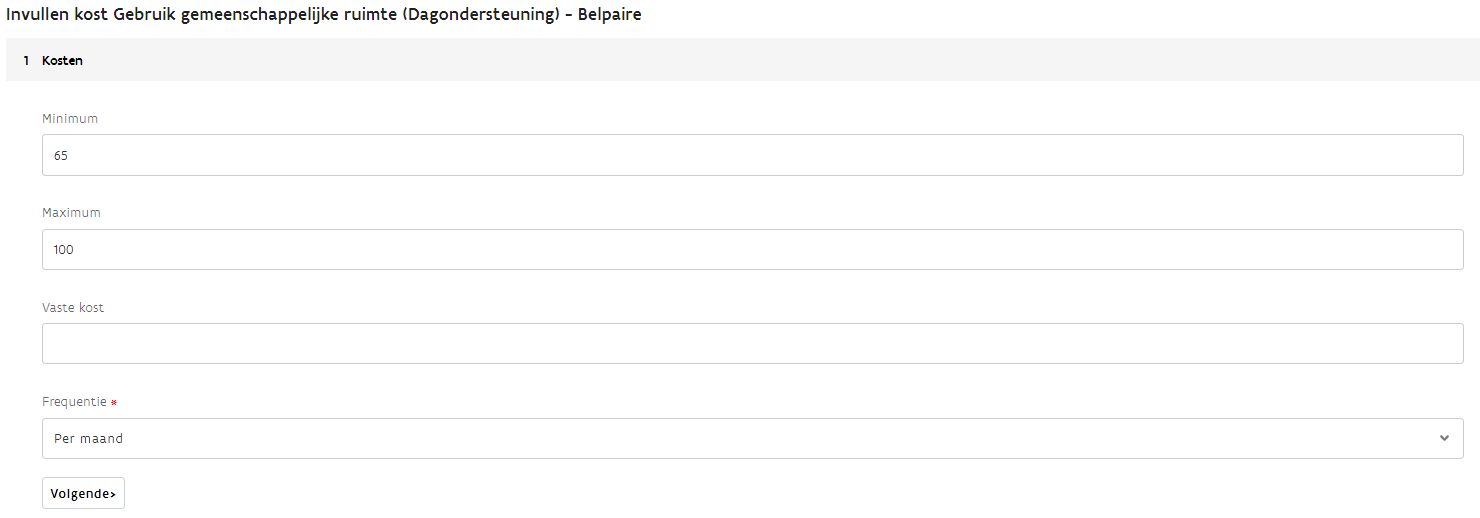 Invullen kost Gebruik gemeenschappelijke ruimte (Dagondersteuning) - Belpaire
1 Kosten
Minimum
65
Maximum
100
Vaste kost
Frequentie *
Per maand
Volgende>